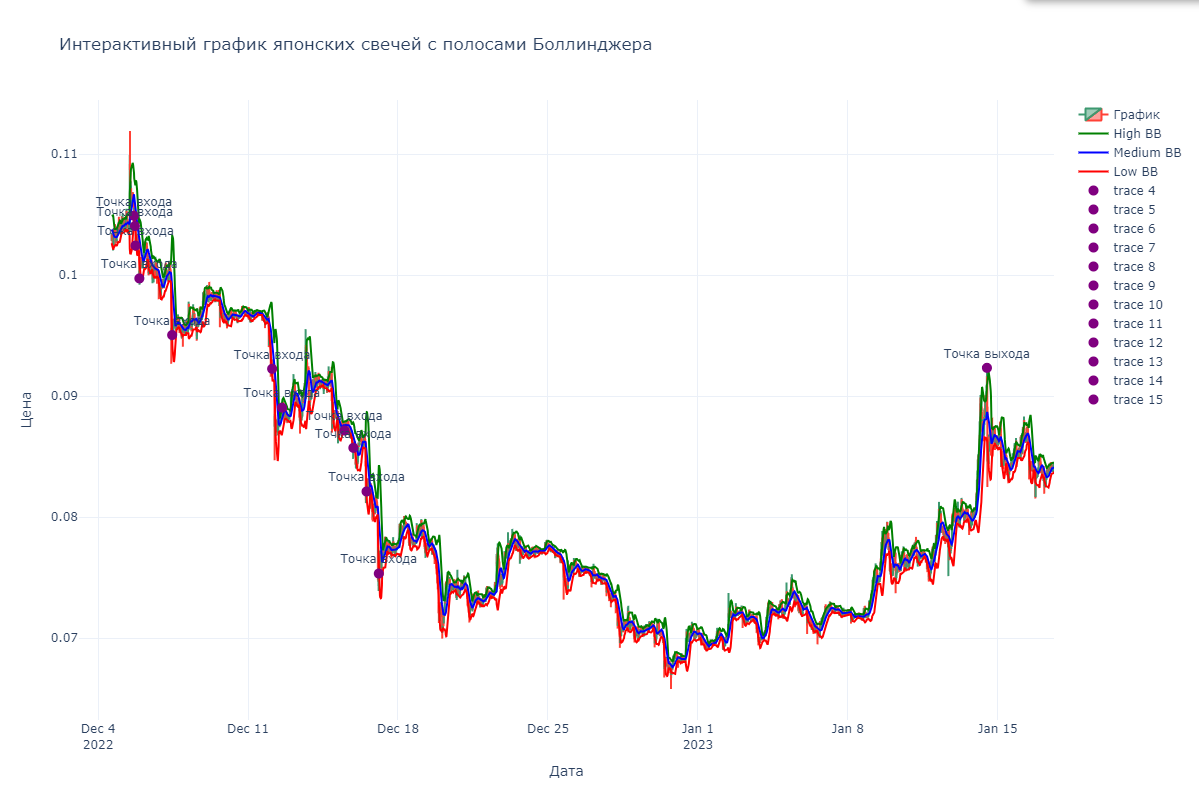 Интерактивный график японских свечей с полосами Боллинджера
График
High BB
Medium BB
Low BB
trace 4
trace 5
trace 6
trace 7
trace 8
trace 9
trace 10
trace 11
trace 12
trace 13
trace 14
trace 15
0.11
0.1
0.09
0.08
0.07
Цена
Точка входа
Точка входа
Точка входа
Точка входа
Точка входа
Точка входа
Точка входа
Точка входа
Точка входа
Точка входа
Точка входа
Точка выхода
Dec 4
2022
Dec 11
Dec 18
Dec 25
Jan 1
2023
Jan 8
Jan 15
Дата